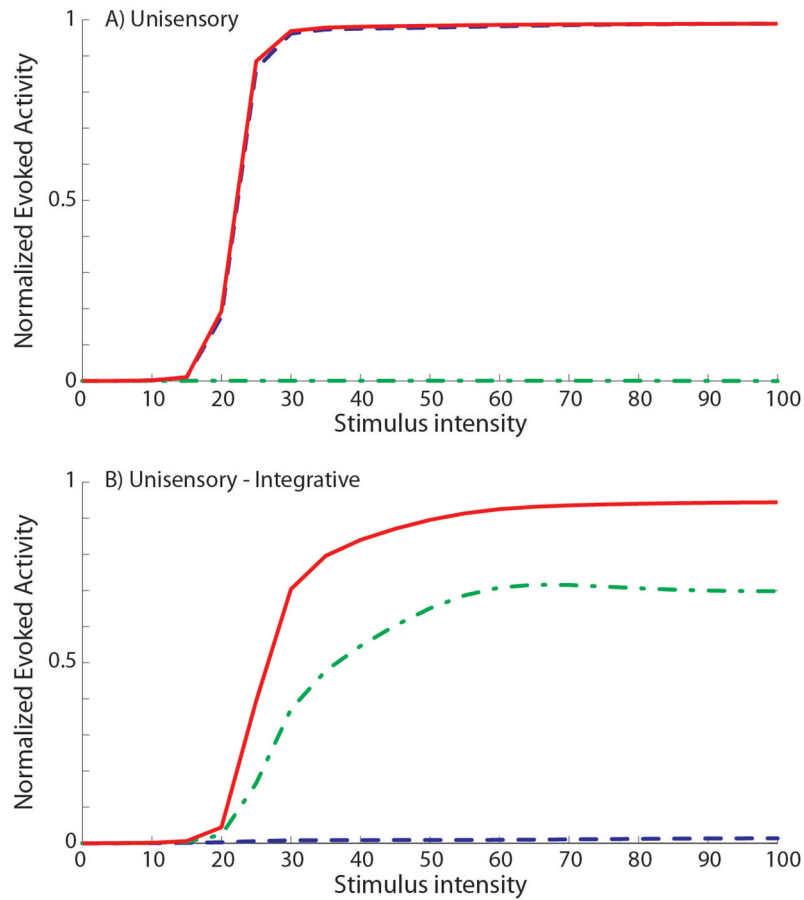 A) Unisensory
1
0.5
0
Normalized Evoked Activity
0 10 20 30 40 50 60 70 80 90 100
Stimulus intensity
B) Unisensory - Integrative
1
0.5
0
Normalized Evoked Activity
0 10 20 30 40 50 60 70 80 90 100
Stimulus intensity